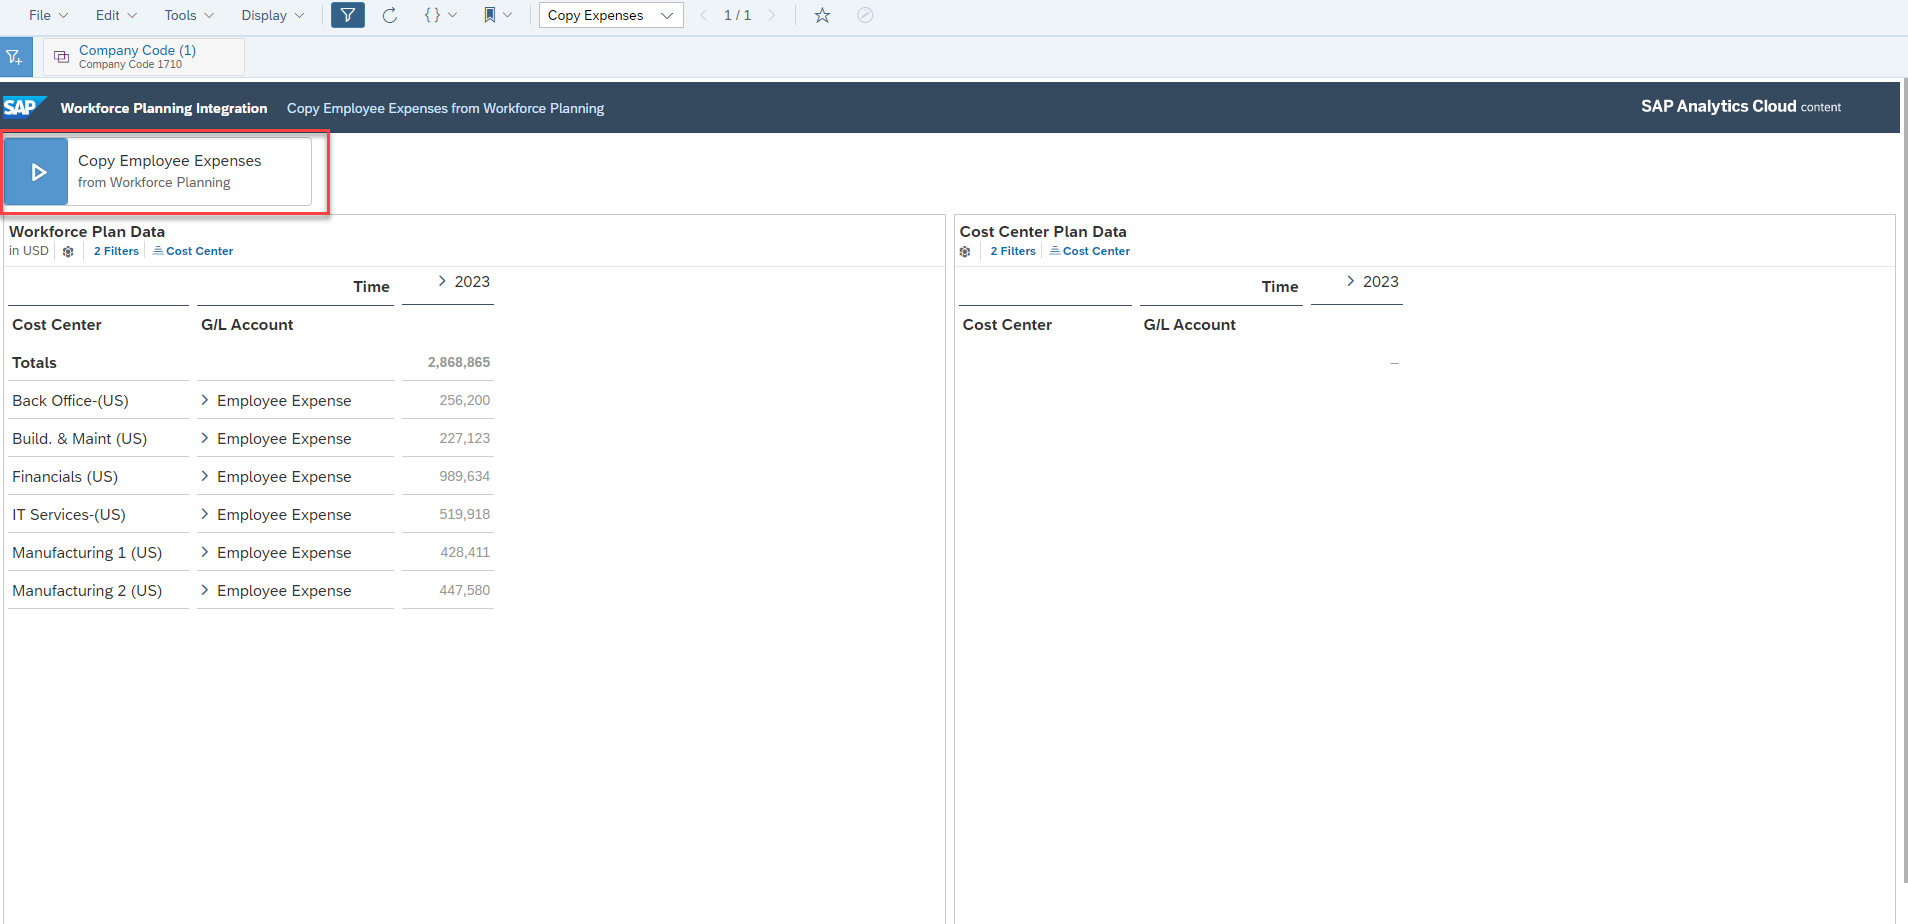 File Edit Tools Display {} Copy Expenses 1 / 1
Company Code (1)
Company Code 1710
SAP Workforce Planning Integration Copy Employee Expenses from Workforce Planning SAP Analytics Cloud content
Copy Employee Expenses
from Workforce Planning
Workforce Plan Data
in USD 2 Filters Cost Center
Time 2023
Cost Center G/L Account
Totals 2,868,865
Back Office-(US) Employee Expense 256,200
Build. & Maint (US) Employee Expense 227,123
Financials (US) Employee Expense 989,634
IT Services-(US) Employee Expense 519,918
Manufacturing 1 (US) Employee Expense 428,411
Manufacturing 2 (US) Employee Expense 447,580
Cost Center Plan Data
2 Filters Cost Center
Time 2023
Cost Center G/L Account
–